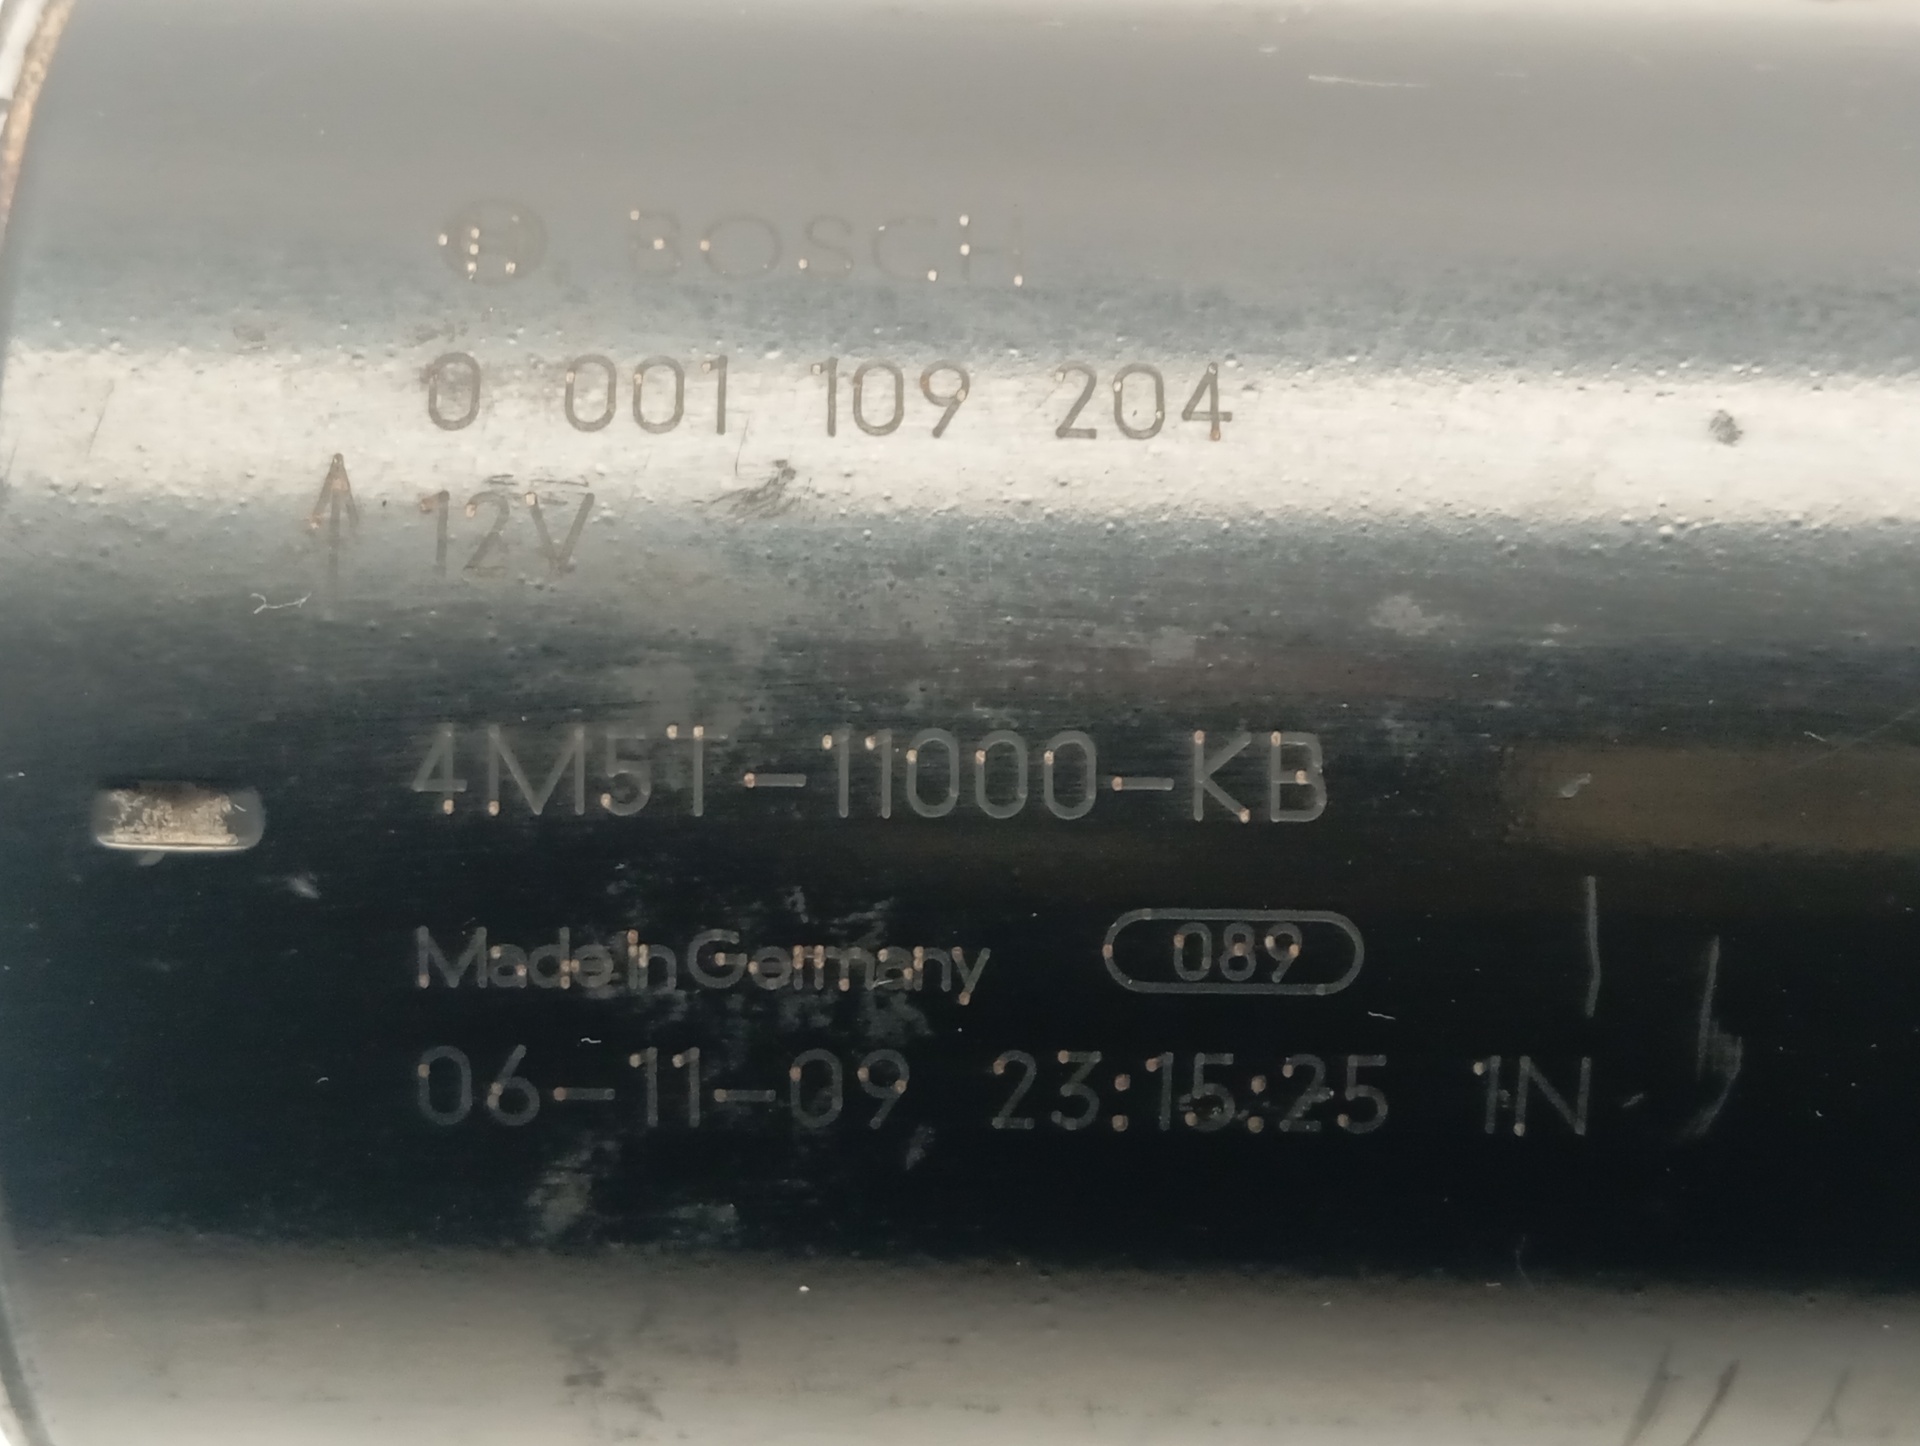 BOSCH
0 001 109 204
↑ 12V
4M5T-11000-KB
Made in Germany 089
06-11-09 23:15:25 1N